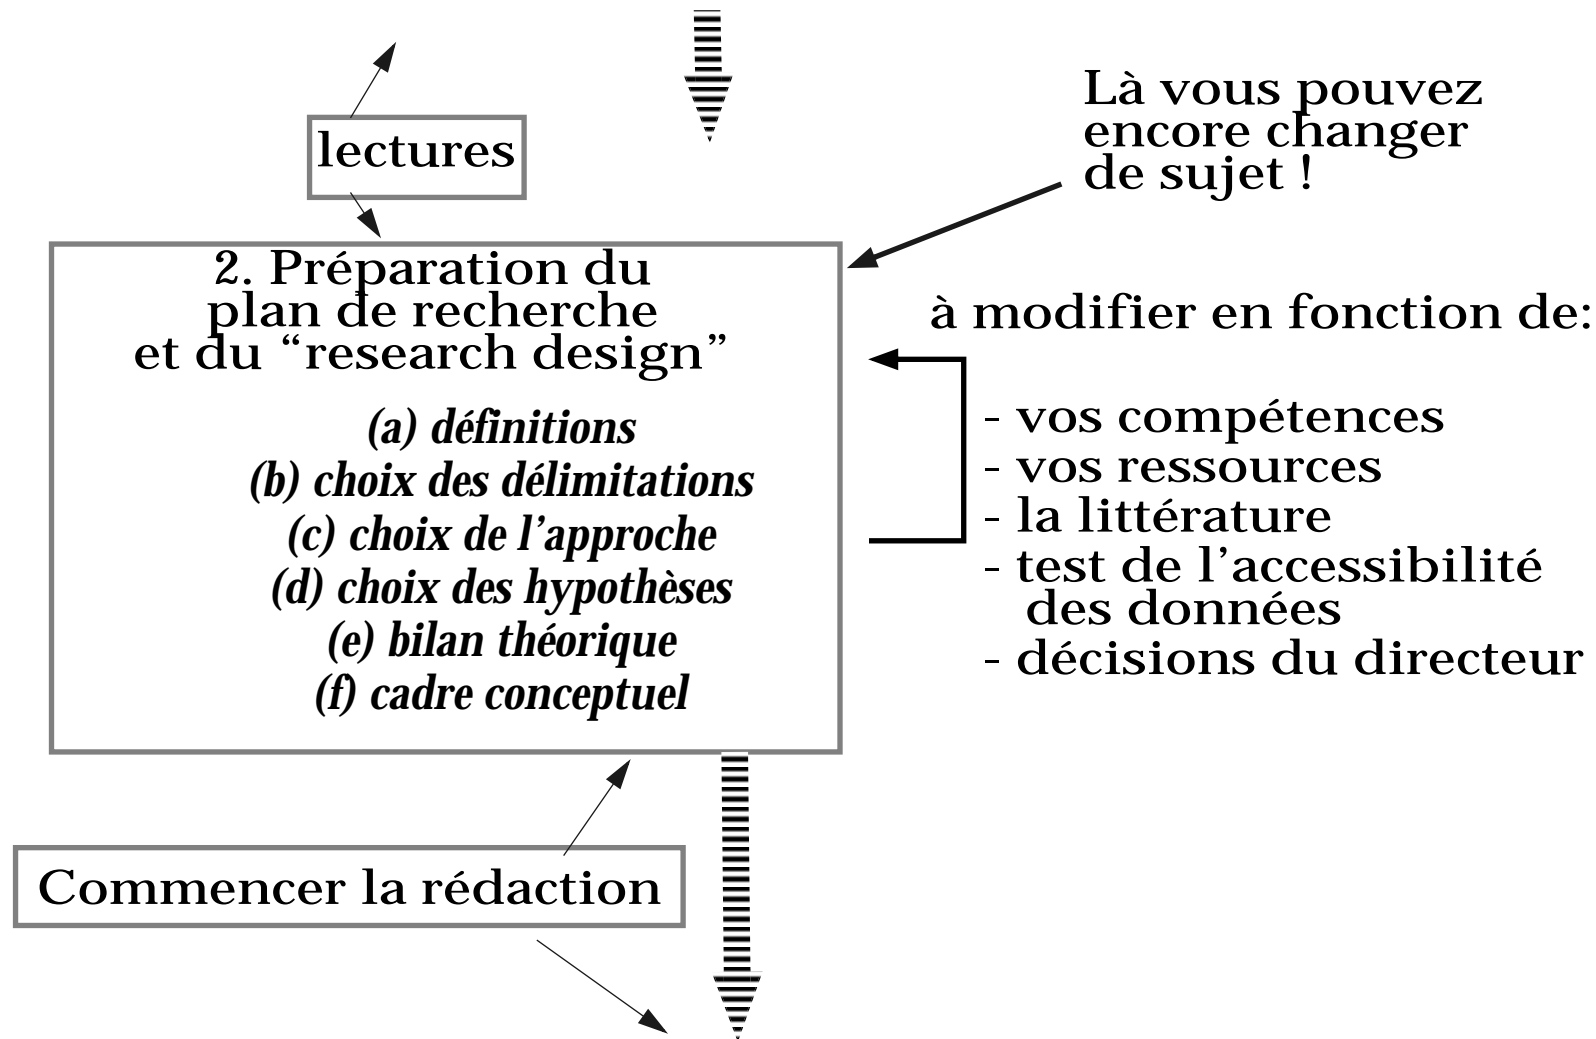 lectures
Là vous pouvez
encore changer
de sujet !
2. Préparation du
plan de recherche
et du “research design”
(a) définitions
(b) choix des délimitations
(c) choix de l’approche
(d) choix des hypothèses
(e) bilan théorique
(f) cadre conceptuel
à modifier en fonction de:
- vos compétences
- vos ressources
- la littérature
- test de l’accessibilité
des données
- décisions du directeur
Commencer la rédaction